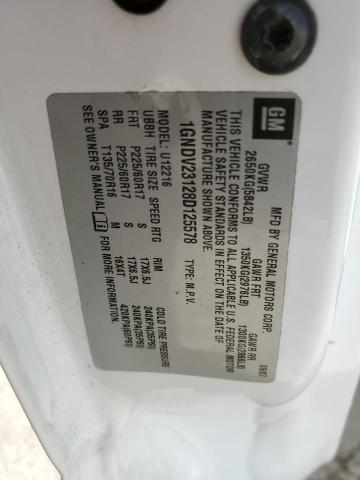 GM
MFD BY GENERAL MOTORS CORP. 09/07
GVWR GAWR FRT GAWR RR
2650KG(5842LB) 1350KG(2976LB) 1300KG(2866LB)
THIS VEHICLE CONFORMS TO ALL APPLICABLE U.S. FEDERAL MOTOR
VEHICLE SAFETY STANDARDS IN EFFECT ON THE DATE OF
MANUFACTURE SHOWN ABOVE.
1GNDV23128D125578 TYPE: M.P.V.
MODEL: U12216
UBBH TIRE SIZE SPEED RTG RIM COLD TIRE PRESSURE
FRT P225/60R17 S 17X6.5J 240KPA(35PSI)
RR P225/60R17 S 17X6.5J 240KPA(35PSI)
SPA T135/70R16 M 16X4T 420KPA(60PSI)
SEE OWNER'S MANUAL i FOR MORE INFORMATION.